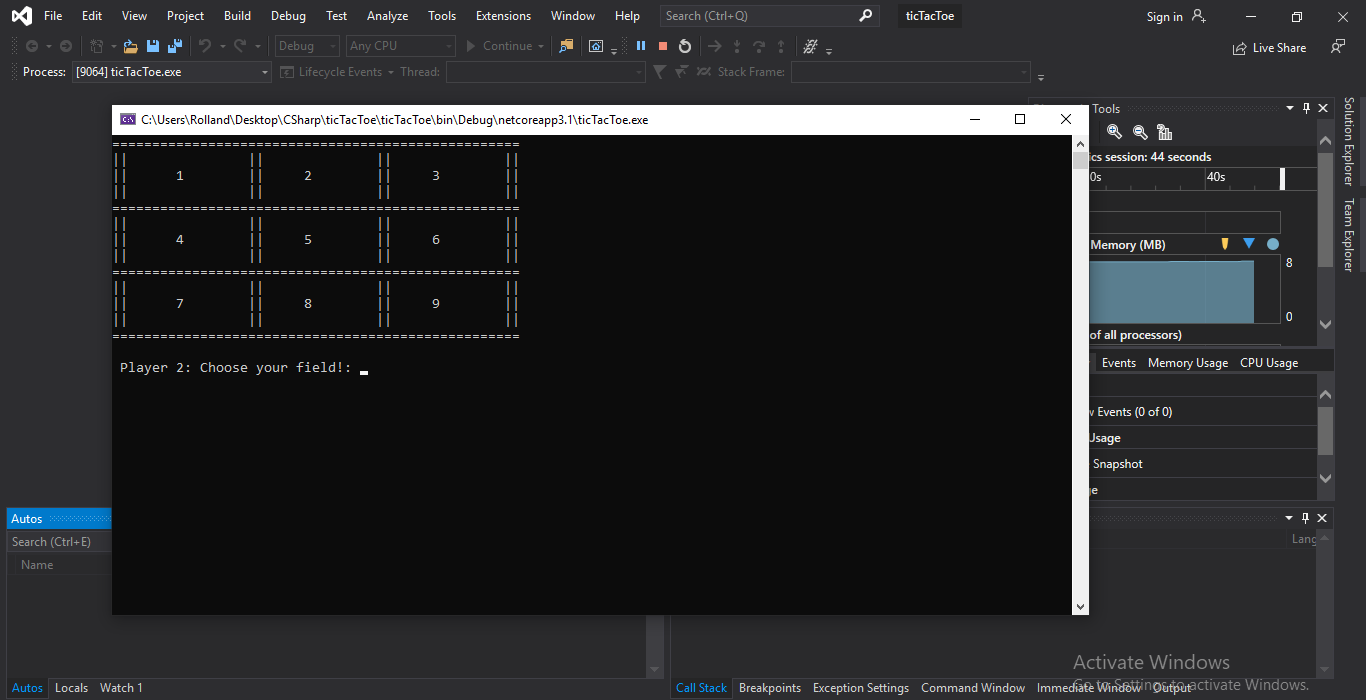 File Edit View Project Build Debug Test Analyze Tools Extensions Window Help Search (Ctrl+Q) ticTacToe Sign in
Debug Any CPU Continue Live Share
Process: [9064] ticTacToe.exe Lifecycle Events Thread: Stack Frame:
Tools
C:\Users\Rolland\Desktop\CSharp\ticTacToe\ticTacToe\bin\Debug\netcoreapp3.1\ticTacToe.exe
Solution Explorer
Team Explorer
===================================================
|| || || ||
|| 1 || 2 || 3 ||
|| || || ||
===================================================
|| || || ||
|| 4 || 5 || 6 ||
|| || || ||
===================================================
|| || || ||
|| 7 || 8 || 9 ||
|| || || ||
===================================================
Player 2: Choose your field!:
cs session: 44 seconds
0s 40s
Memory (MB)
8
0
of all processors)
Events Memory Usage CPU Usage
Events (0 of 0)
Usage
Snapshot
Autos
Search (Ctrl+E)
Name
Lang
Activate Windows
Go to Settings to activate Windows.
Autos Locals Watch 1
Call Stack Breakpoints Exception Settings Command Window Immediate Window Output